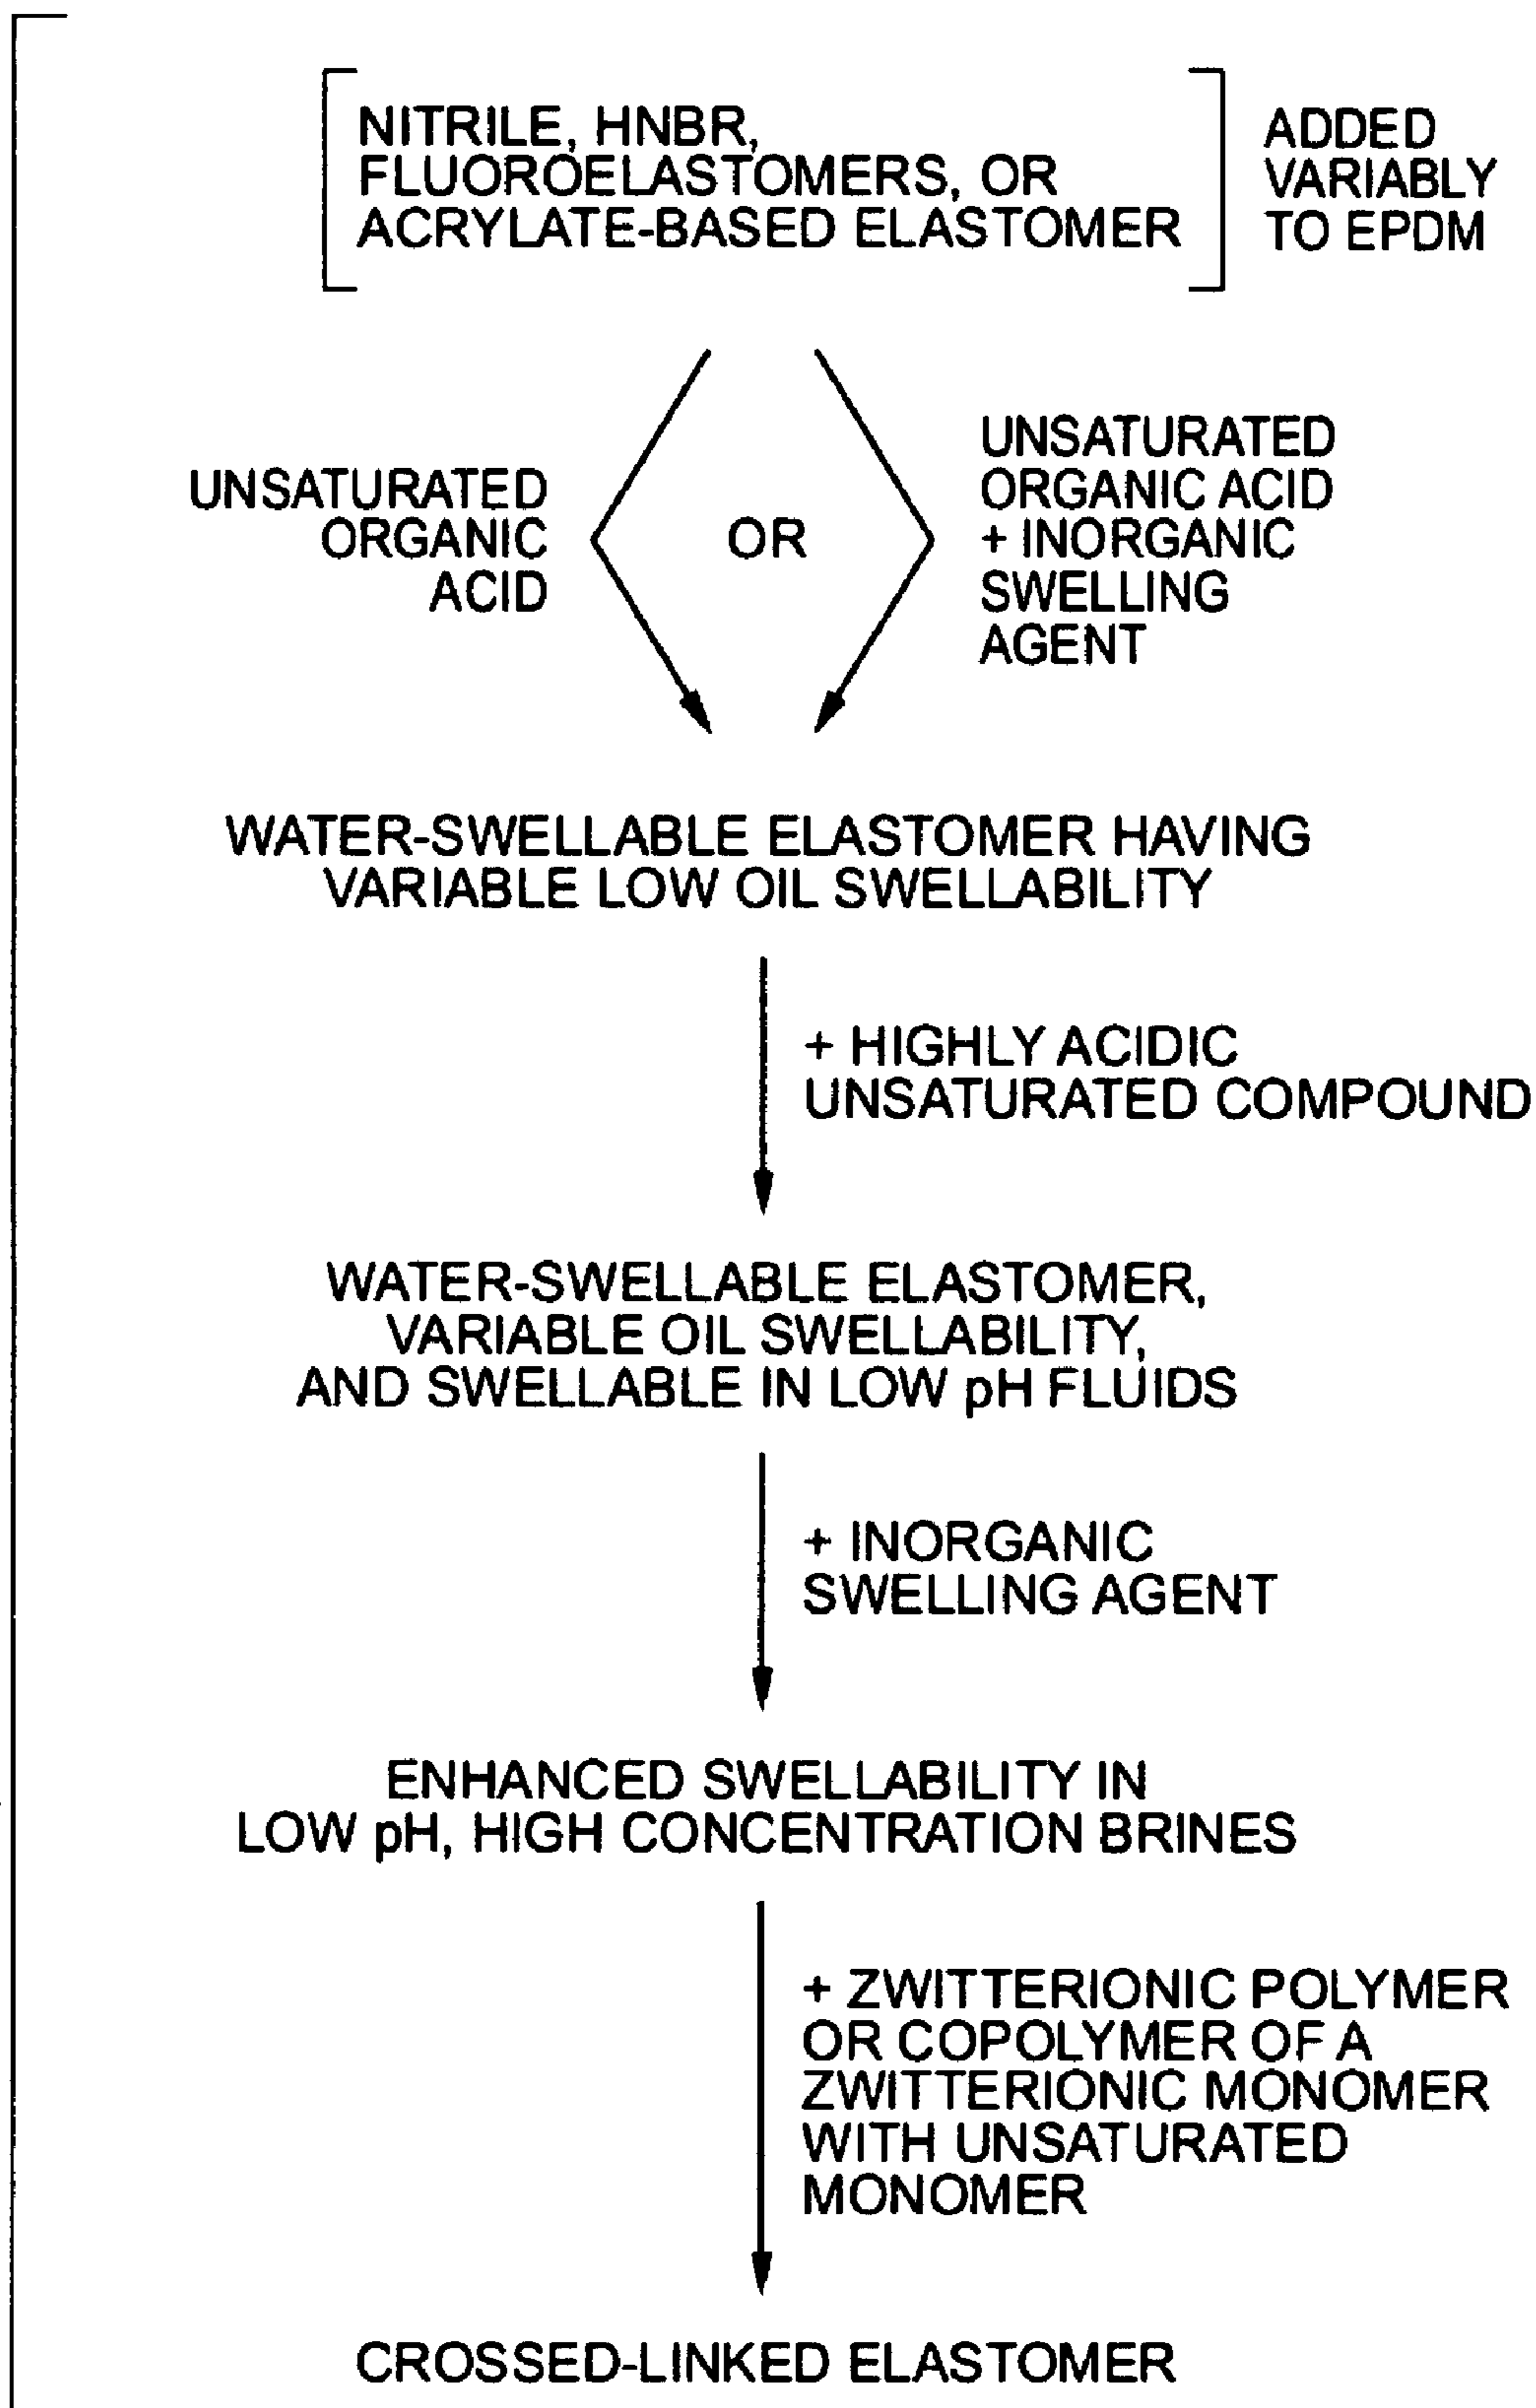 NITRILE, HNBR,
FLUOROELASTOMERS, OR
ACRYLATE-BASED ELASTOMER
ADDED
VARIABLY
TO EPDM
UNSATURATED
ORGANIC
ACID
OR
UNSATURATED
ORGANIC ACID
+ INORGANIC
SWELLING
AGENT
WATER-SWELLABLE ELASTOMER HAVING
VARIABLE LOW OIL SWELLABILITY
+ HIGHLY ACIDIC
UNSATURATED COMPOUND
WATER-SWELLABLE ELASTOMER,
VARIABLE OIL SWELLABILITY,
AND SWELLABLE IN LOW pH FLUIDS
+ INORGANIC
SWELLING AGENT
ENHANCED SWELLABILITY IN
LOW pH, HIGH CONCENTRATION BRINES
+ ZWITTERIONIC POLYMER
OR COPOLYMER OF A
ZWITTERIONIC MONOMER
WITH UNSATURATED
MONOMER
CROSSED-LINKED ELASTOMER